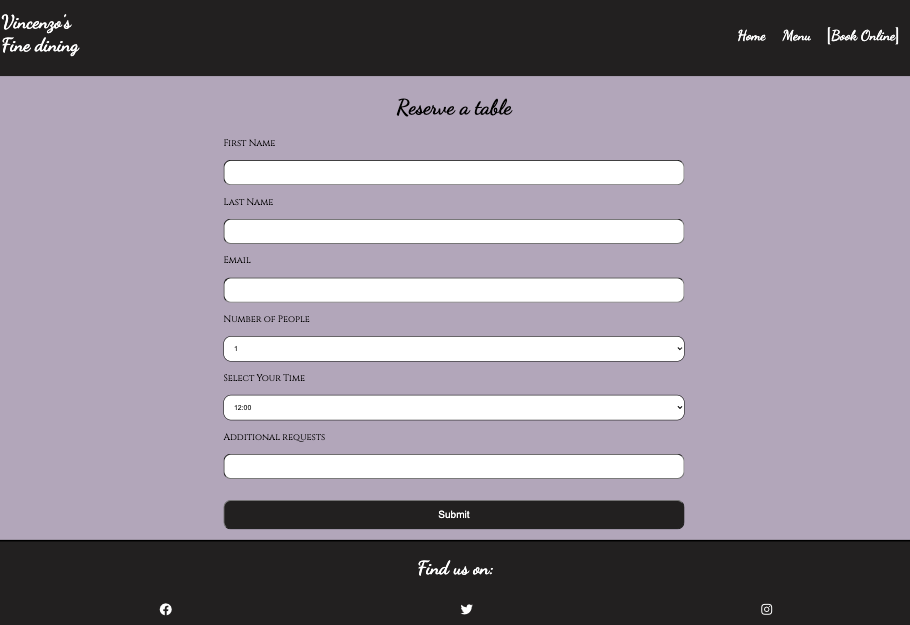 Vincenzo's
Fine dining
Home Menu [Book Online]
Reserve a table
First Name
Last Name
Email
Number of People
1
Select Your Time
12:00
Additional requests
Submit
Find us on: